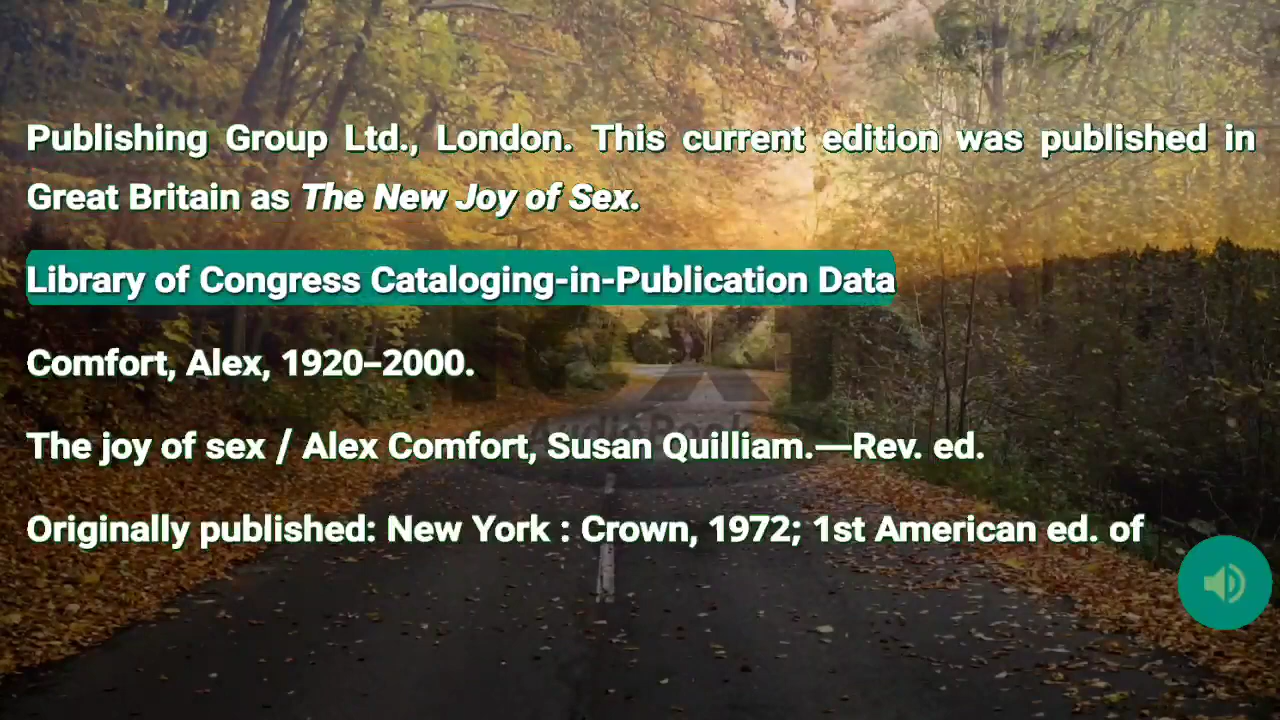 Publishing Group Ltd., London. This current edition was published in
Great Britain as The New Joy of Sex.
Library of Congress Cataloging-in-Publication Data
Comfort, Alex, 1920–2000.
The joy of sex / Alex Comfort, Susan Quilliam.—Rev. ed.
Originally published: New York : Crown, 1972; 1st American ed. of